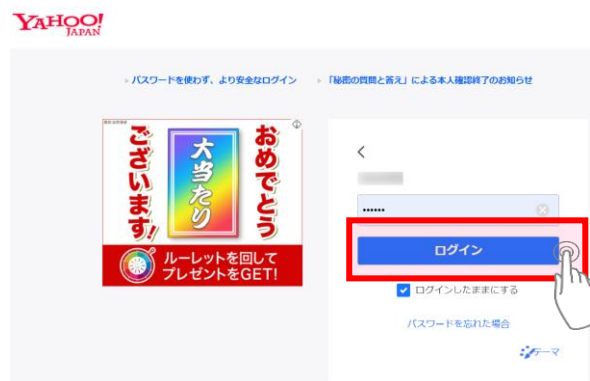 YAHOO!
JAPAN
パスワードを使わず、より安全なログイン
「秘密の質問と答え」による本人確認終了のお知らせ
おめでとう
ございます!
大当たり
ルーレットを回して
プレゼントをGET!
ログイン
ログインしたままにする
パスワードを忘れた場合
テーマ